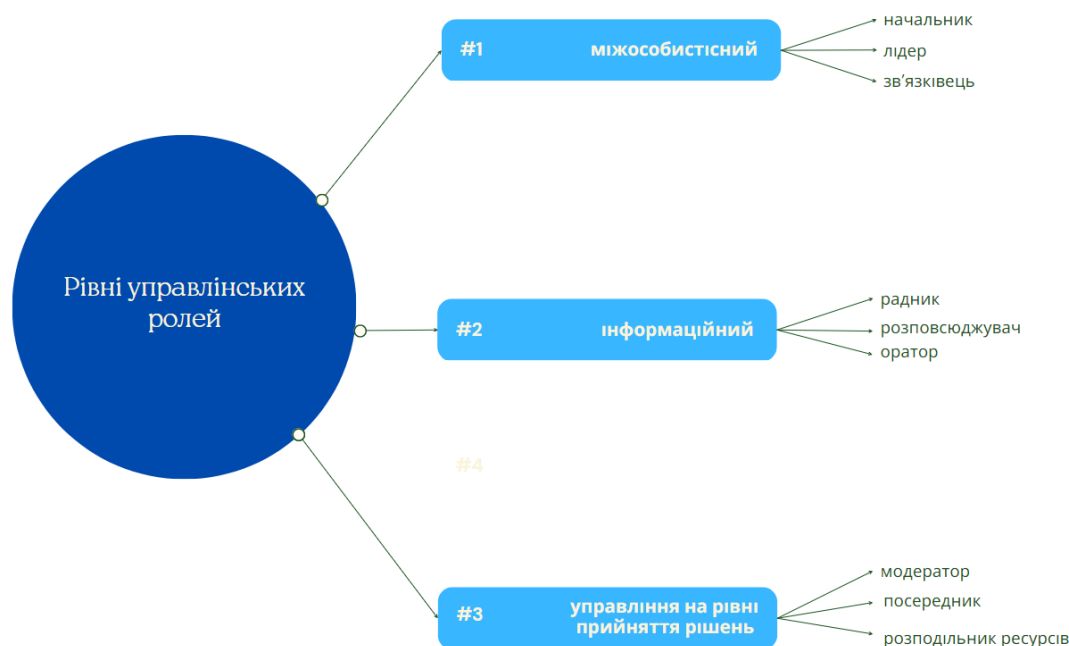 Рівні управлінських
ролей
#1 міжособистісний
начальник
лідер
зв'язківець
#2 інформаційний
радник
розповсюджувач
оратор
#4
#3 управління на рівні
прийняття рішень
модератор
посередник
розподільник ресурсів